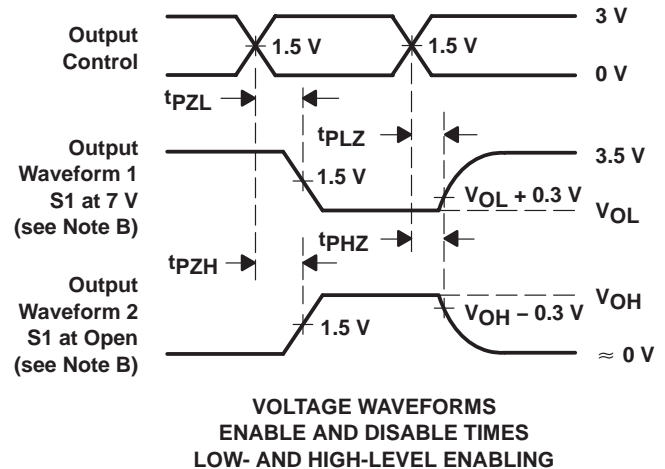 Output
Control
1.5 V
1.5 V
3 V
0 V
tPZL
tPLZ
Output
Waveform 1
S1 at 7 V
(see Note B)
1.5 V
3.5 V
VOL + 0.3 V
VOL
tPZH
tPHZ
Output
Waveform 2
S1 at Open
(see Note B)
1.5 V
VOH
VOH – 0.3 V
≈ 0 V
VOLTAGE WAVEFORMS
ENABLE AND DISABLE TIMES
LOW- AND HIGH-LEVEL ENABLING